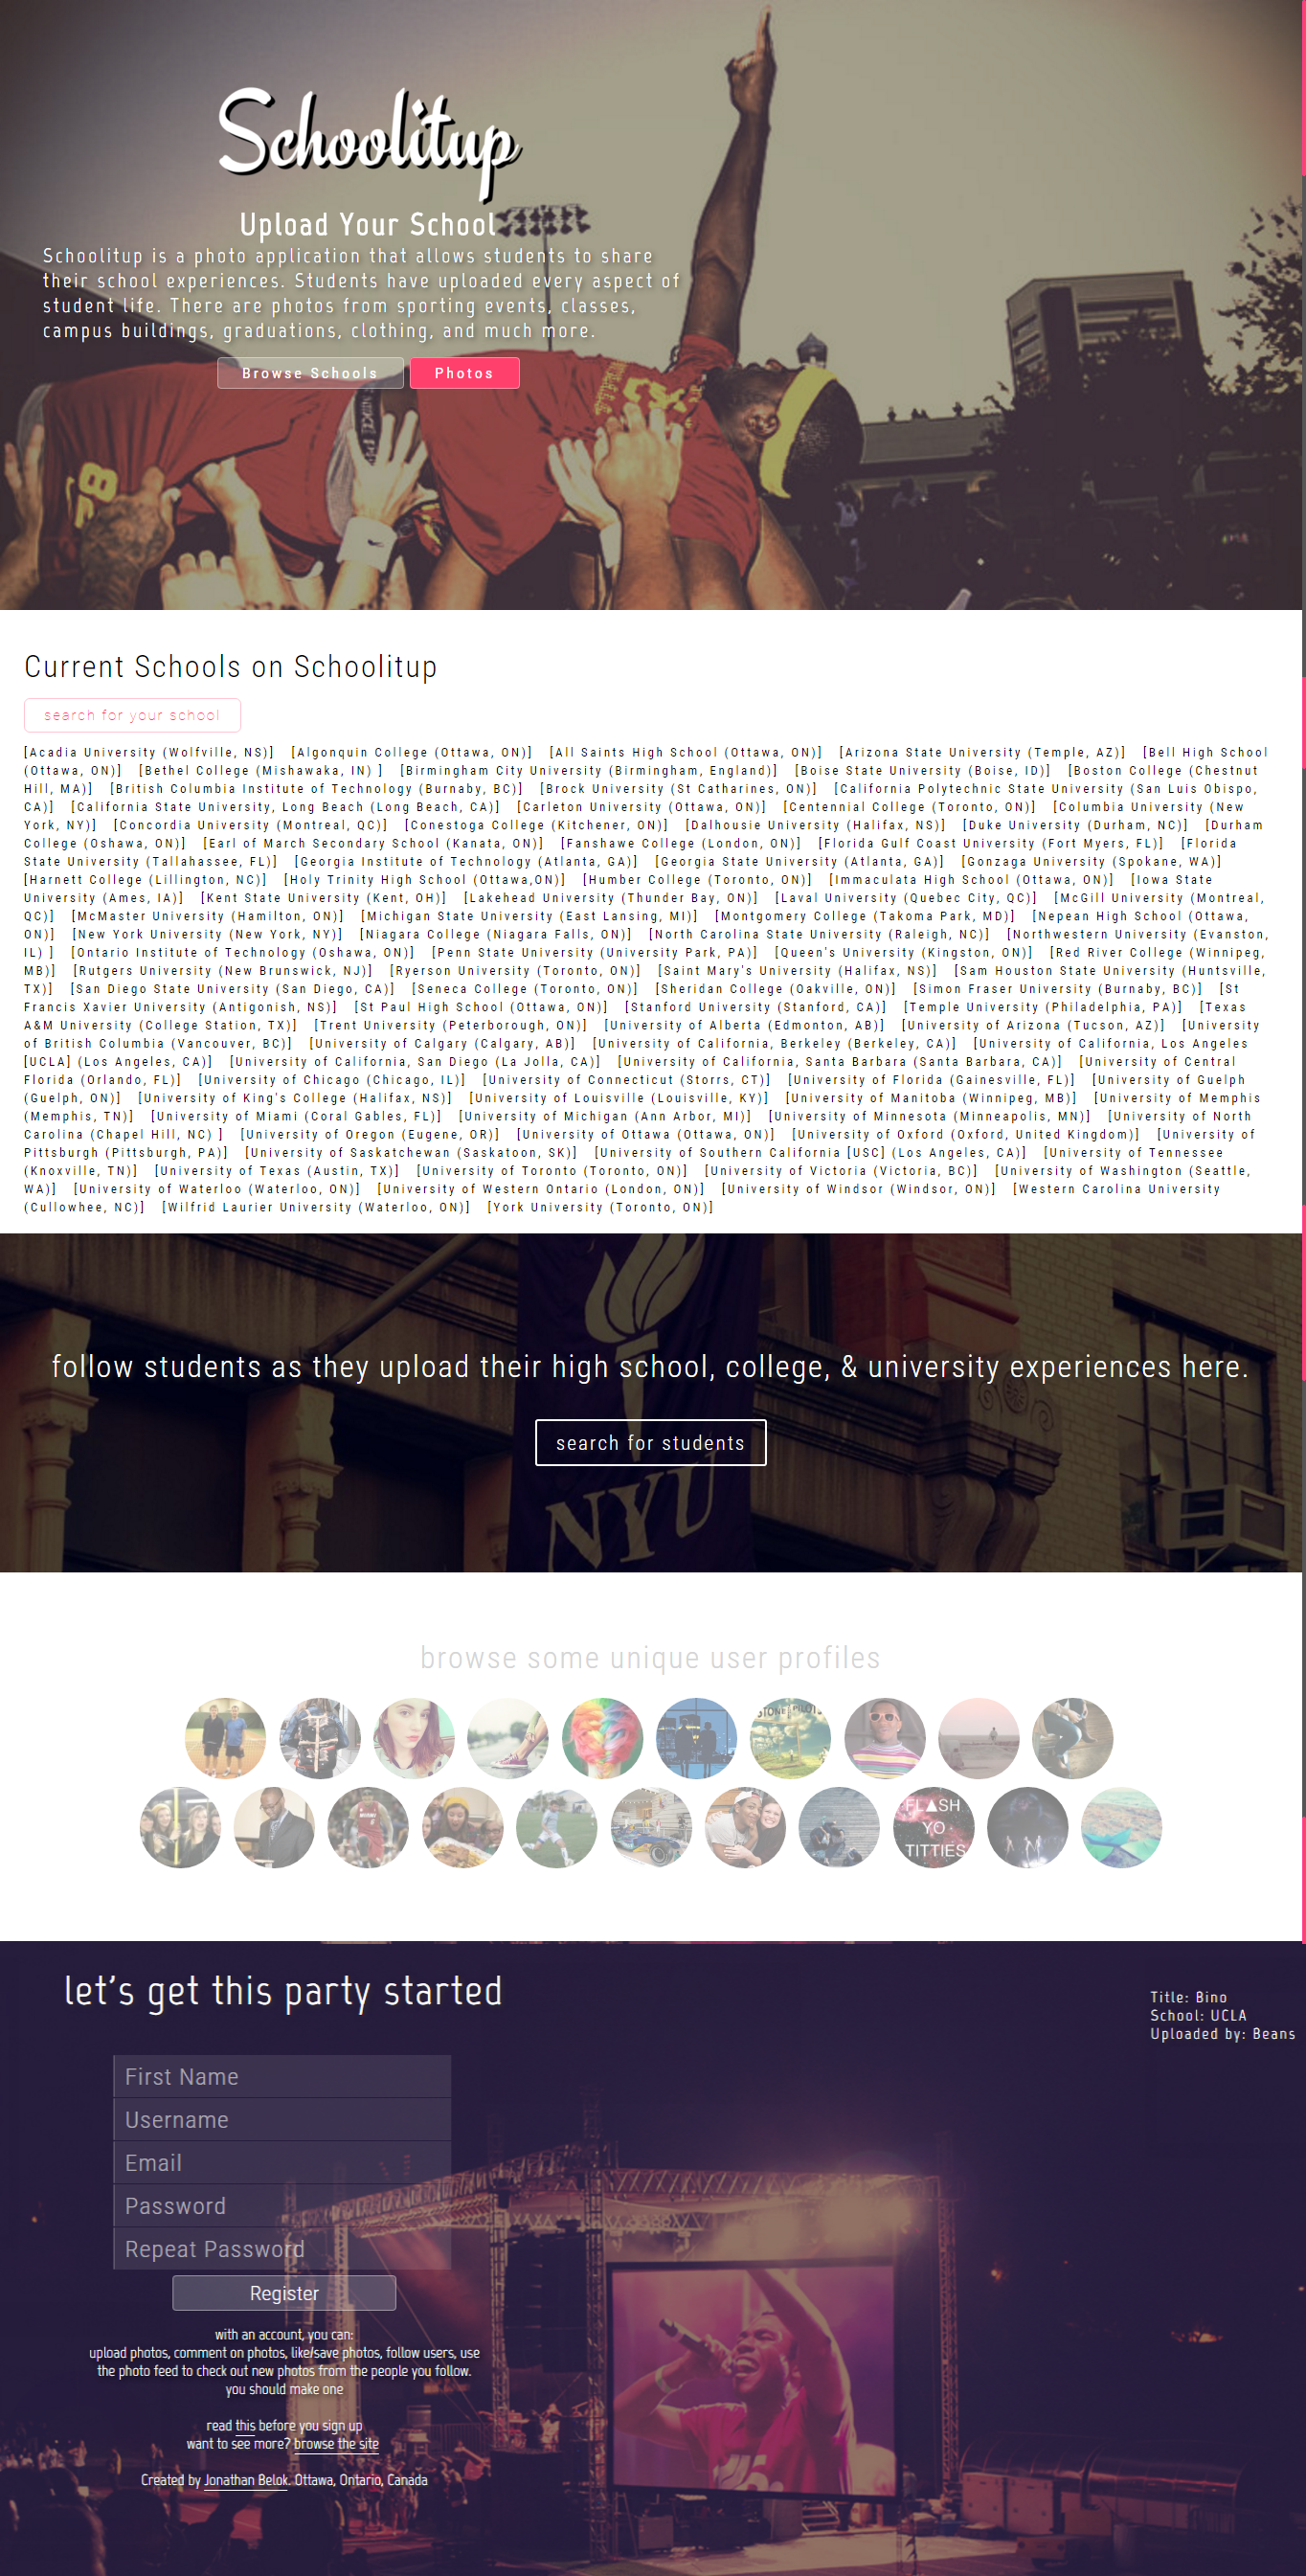 Schoolitup
Upload Your School
Schoolitup is a photo application that allows students to share
their school experiences. Students have uploaded every aspect of
student life. There are photos from sporting events, classes,
campus buildings, graduations, clothing, and much more.
Browse Schools Photos
8
Current Schools on Schoolitup
search for your school
[Acadia University (Wolfville, NS)] [Algonquin College (Ottawa, ON)] [All Saints High School (Ottawa, ON)] [Arizona State University (Temple, AZ)] [Bell High School
(Ottawa, ON)] [Bethel College (Mishawaka, IN) ] [Birmingham City University (Birmingham, England)] [Boise State University (Boise, ID)] [Boston College (Chestnut
Hill, MA)] [British Columbia Institute of Technology (Burnaby, BC)] [Brock University (St Catharines, ON)] [California Polytechnic State University (San Luis Obispo,
CA)] [California State University, Long Beach (Long Beach, CA)] [Carleton University (Ottawa, ON)] [Centennial College (Toronto, ON)] [Columbia University (New
York, NY)] [Concordia University (Montreal, QC)] [Conestoga College (Kitchener, ON)] [Dalhousie University (Halifax, NS)] [Duke University (Durham, NC)] [Durham
College (Oshawa, ON)] [Earl of March Secondary School (Kanata, ON)] [Fanshawe College (London, ON)] [Florida Gulf Coast University (Fort Myers, FL)] [Florida
State University (Tallahassee, FL)] [Georgia Institute of Technology (Atlanta, GA)] [Georgia State University (Atlanta, GA)] [Gonzaga University (Spokane, WA)]
[Harnett College (Lillington, NC)] [Holy Trinity High School (Ottawa,ON)] [Humber College (Toronto, ON)] [Immaculata High School (Ottawa, ON)] [Iowa State
University (Ames, IA)] [Kent State University (Kent, OH)] [Lakehead University (Thunder Bay, ON)] [Laval University (Quebec City, QC)] [McGill University (Montreal,
QC)] [McMaster University (Hamilton, ON)] [Michigan State University (East Lansing, MI)] [Montgomery College (Takoma Park, MD)] [Nepean High School (Ottawa,
ON)] [New York University (New York, NY)] [Niagara College (Niagara Falls, ON)] [North Carolina State University (Raleigh, NC)] [Northwestern University (Evanston,
IL) ] [Ontario Institute of Technology (Oshawa, ON)] [Penn State University (University Park, PA)] [Queen's University (Kingston, ON)] [Red River College (Winnipeg,
MB)] [Rutgers University (New Brunswick, NJ)] [Ryerson University (Toronto, ON)] [Saint Mary's University (Halifax, NS)] [Sam Houston State University (Huntsville,
TX)] [San Diego State University (San Diego, CA)] [Seneca College (Toronto, ON)] [Sheridan College (Oakville, ON)] [Simon Fraser University (Burnaby, BC)] [St
Francis Xavier University (Antigonish, NS)] [St Paul High School (Ottawa, ON)] [Stanford University (Stanford, CA)] [Temple University (Philadelphia, PA)] [Texas
A&M University (College Station, TX)] [Trent University (Peterborough, ON)] [University of Alberta (Edmonton, AB)] [University of Arizona (Tucson, AZ)] [University
of British Columbia (Vancouver, BC)] [University of Calgary (Calgary, AB)] [University of California, Berkeley (Berkeley, CA)] [University of California, Los Angeles
[UCLA] (Los Angeles, CA)] [University of California, San Diego (La Jolla, CA)] [University of California, Santa Barbara (Santa Barbara, CA)] [University of Central
Florida (Orlando, FL)] [University of Chicago (Chicago, IL)] [University of Connecticut (Storrs, CT)] [University of Florida (Gainesville, FL)] [University of Guelph
(Guelph, ON)] [University of King's College (Halifax, NS)] [University of Louisville (Louisville, KY)] [University of Manitoba (Winnipeg, MB)] [University of Memphis
(Memphis, TN)] [University of Miami (Coral Gables, FL)] [University of Michigan (Ann Arbor, MI)] [University of Minnesota (Minneapolis, MN)] [University of North
Carolina (Chapel Hill, NC) ] [University of Oregon (Eugene, OR)] [University of Ottawa (Ottawa, ON)] [University of Oxford (Oxford, United Kingdom)] [University of
Pittsburgh (Pittsburgh, PA)] [University of Saskatchewan (Saskatoon, SK)] [University of Southern California [USC] (Los Angeles, CA)] [University of Tennessee
(Knoxville, TN)] [University of Texas (Austin, TX)] [University of Toronto (Toronto, ON)] [University of Victoria (Victoria, BC)] [University of Washington (Seattle,
WA)] [University of Waterloo (Waterloo, ON)] [University of Western Ontario (London, ON)] [University of Windsor (Windsor, ON)] [Western Carolina University
(Cullowhee, NC)] [Wilfrid Laurier University (Waterloo, ON)] [York University (Toronto, ON)]
follow students as they upload their high school, college, & university experiences here.
search for students
NYU
browse some unique user profiles
FL▲SH
YO
TITTIES
let's get this party started
Title: Bino
School: UCLA
Uploaded by: Beans
First Name
Username
Email
Password
Repeat Password
Register
with an account, you can:
upload photos, comment on photos, like/save photos, follow users, use
the photo feed to check out new photos from the people you follow.
you should make one
read this before you sign up
want to see more? browse the site
Created by Jonathan Belok. Ottawa, Ontario, Canada